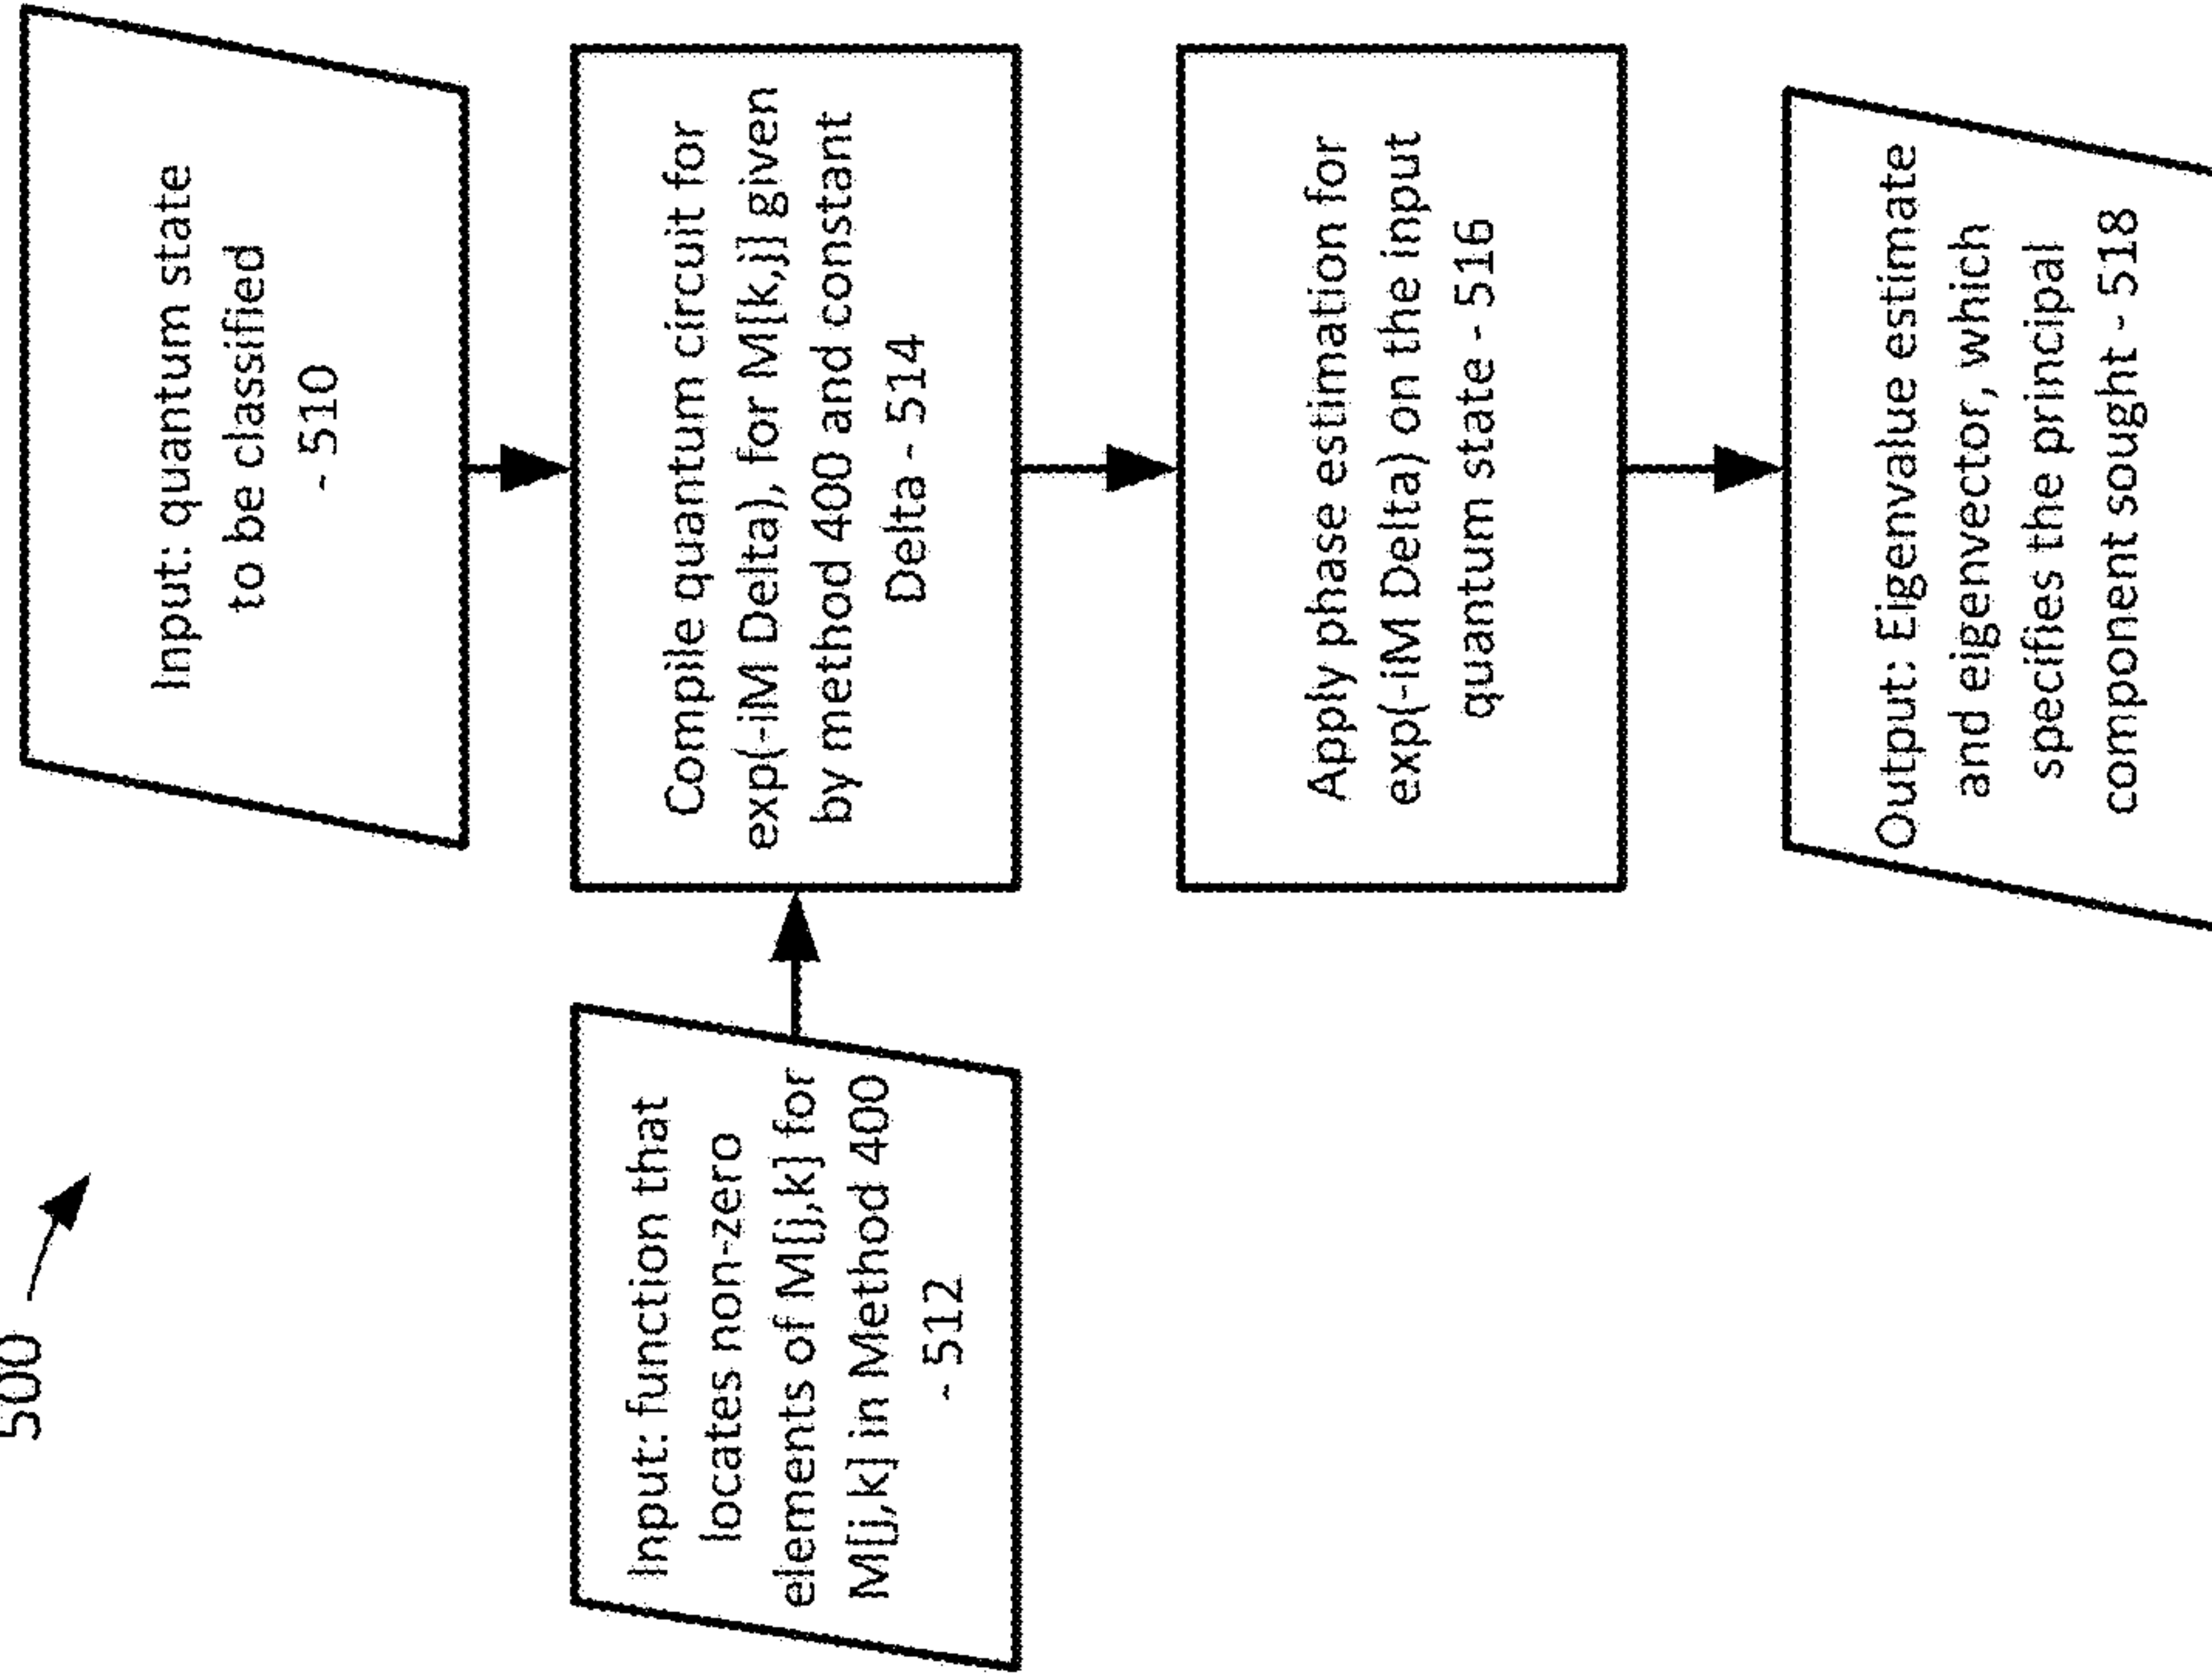 500
Input: quantum state
to be classified
- 510
Input: function that
locates non-zero
elements of M[j,k] for
M[j,k] in Method 400
- 512
Compile quantum circuit for
exp(-iM Delta), for M[k,j] given
by method 400 and constant
Delta - 514
Apply phase estimation for
exp(-iM Delta) on the input
quantum state - 516
Output: Eigenvalue estimate
and eigenvector, which
specifies the principal
component sought - 518